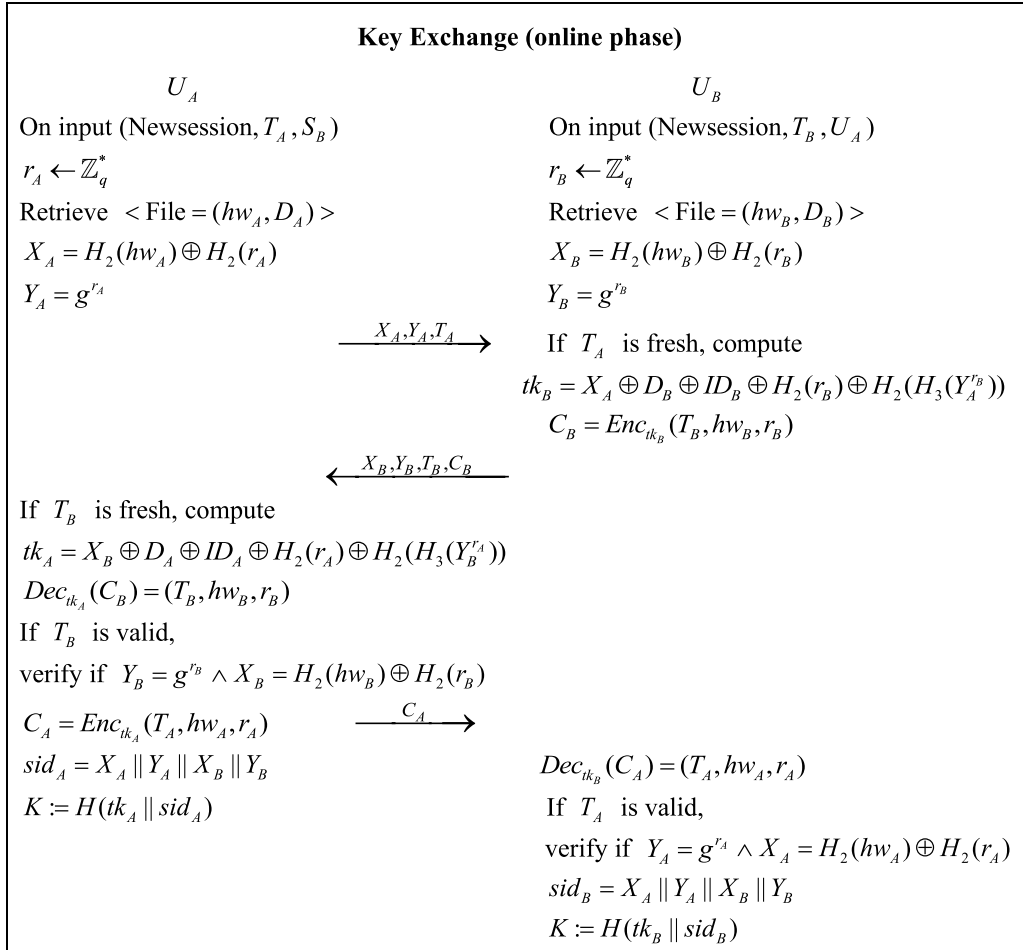 Key Exchange (online phase)
U_A
On input (Newsession, T_A, S_B)
r_A ← ℤ_q^*
Retrieve < File = (hw_A, D_A) >
X_A = H_2(hw_A) ⊕ H_2(r_A)
Y_A = g^{r_A}
U_B
On input (Newsession, T_B, U_A)
r_B ← ℤ_q^*
Retrieve < File = (hw_B, D_B) >
X_B = H_2(hw_B) ⊕ H_2(r_B)
Y_B = g^{r_B}
X_A, Y_A, T_A
If T_A is fresh, compute
tk_B = X_A ⊕ D_B ⊕ ID_B ⊕ H_2(r_B) ⊕ H_2(H_3(Y_A^{r_B}))
C_B = Enc_{tk_B}(T_B, hw_B, r_B)
X_B, Y_B, T_B, C_B
If T_B is fresh, compute
tk_A = X_B ⊕ D_A ⊕ ID_A ⊕ H_2(r_A) ⊕ H_2(H_3(Y_B^{r_A}))
Dec_{tk_A}(C_B) = (T_B, hw_B, r_B)
If T_B is valid,
verify if Y_B = g^{r_B} ∧ X_B = H_2(hw_B) ⊕ H_2(r_B)
C_A = Enc_{tk_A}(T_A, hw_A, r_A)
C_A
sid_A = X_A || Y_A || X_B || Y_B
K := H(tk_A || sid_A)
Dec_{tk_B}(C_A) = (T_A, hw_A, r_A)
If T_A is valid,
verify if Y_A = g^{r_A} ∧ X_A = H_2(hw_A) ⊕ H_2(r_A)
sid_B = X_A || Y_A || X_B || Y_B
K := H(tk_B || sid_B)